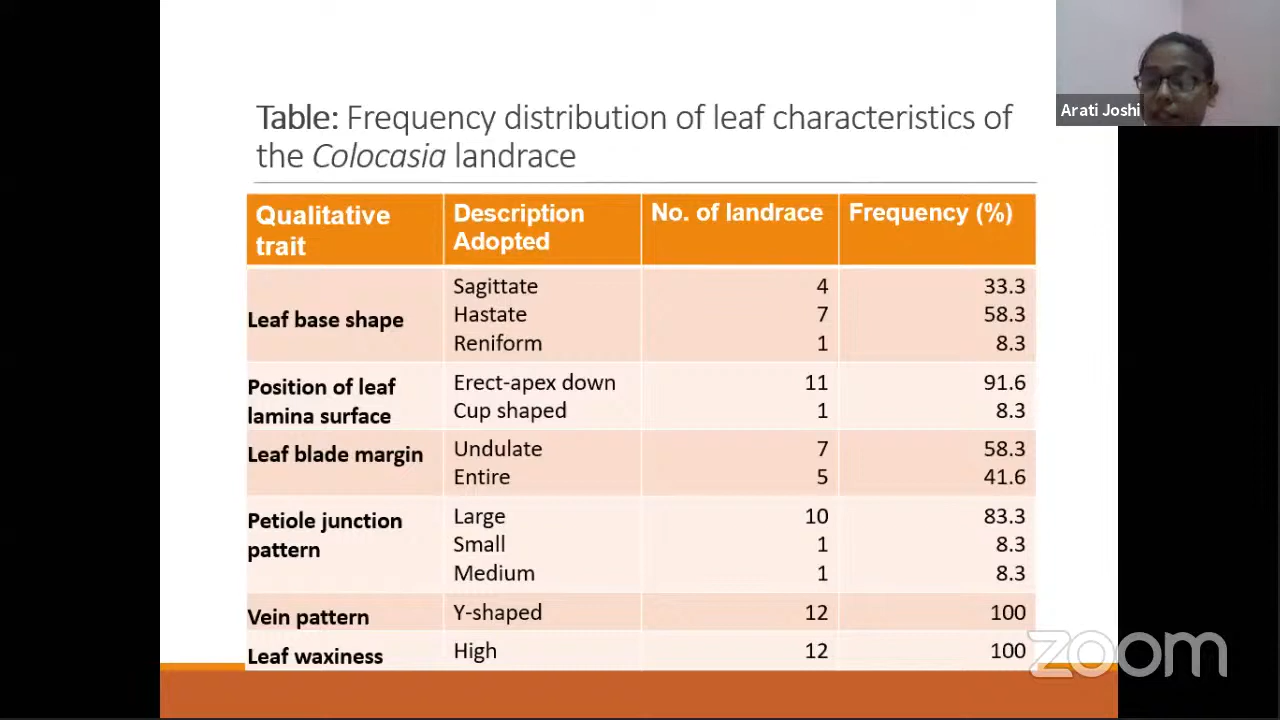 Arati Joshi
Table: Frequency distribution of leaf characteristics of
the Colocasia landrace
Qualitative trait | Description Adopted | No. of landrace | Frequency (%)
Leaf base shape | Sagittate | 4 | 33.3
Hastate | 7 | 58.3
Reniform | 1 | 8.3
Position of leaf lamina surface | Erect-apex down | 11 | 91.6
Cup shaped | 1 | 8.3
Leaf blade margin | Undulate | 7 | 58.3
Entire | 5 | 41.6
Petiole junction pattern | Large | 10 | 83.3
Small | 1 | 8.3
Medium | 1 | 8.3
Vein pattern | Y-shaped | 12 | 100
Leaf waxiness | High | 12 | 100
zoom